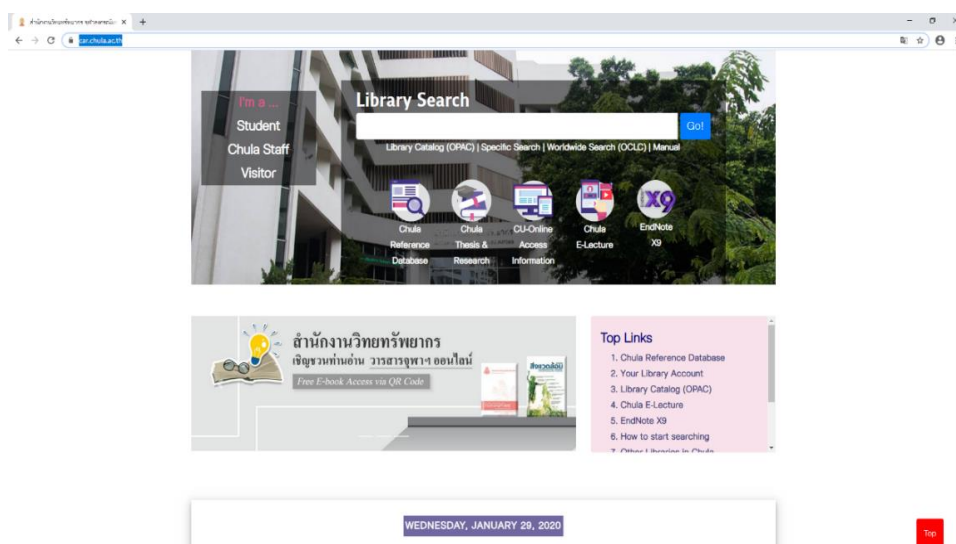 car.chula.ac.th
I'm a ...
Student
Chula Staff
Visitor
Library Search
Go!
Library Catalog (OPAC) | Specific Search | Worldwide Search (OCLC) | Manual
Chula
Reference
Database
Chula
Thesis &
Research
CU-Online
Access
Information
Chula
E-Lecture
X9
EndNote
X9
สำนักงานวิทยทรัพยากร
เชิญชวนท่านอ่าน วารสารจุฬาฯ ออนไลน์
Free E-book Access via QR Code
Top Links
1. Chula Reference Database
2. Your Library Account
3. Library Catalog (OPAC)
4. Chula E-Lecture
5. EndNote X9
6. How to start searching
7. Other Libraries in Chula
WEDNESDAY, JANUARY 29, 2020
Top